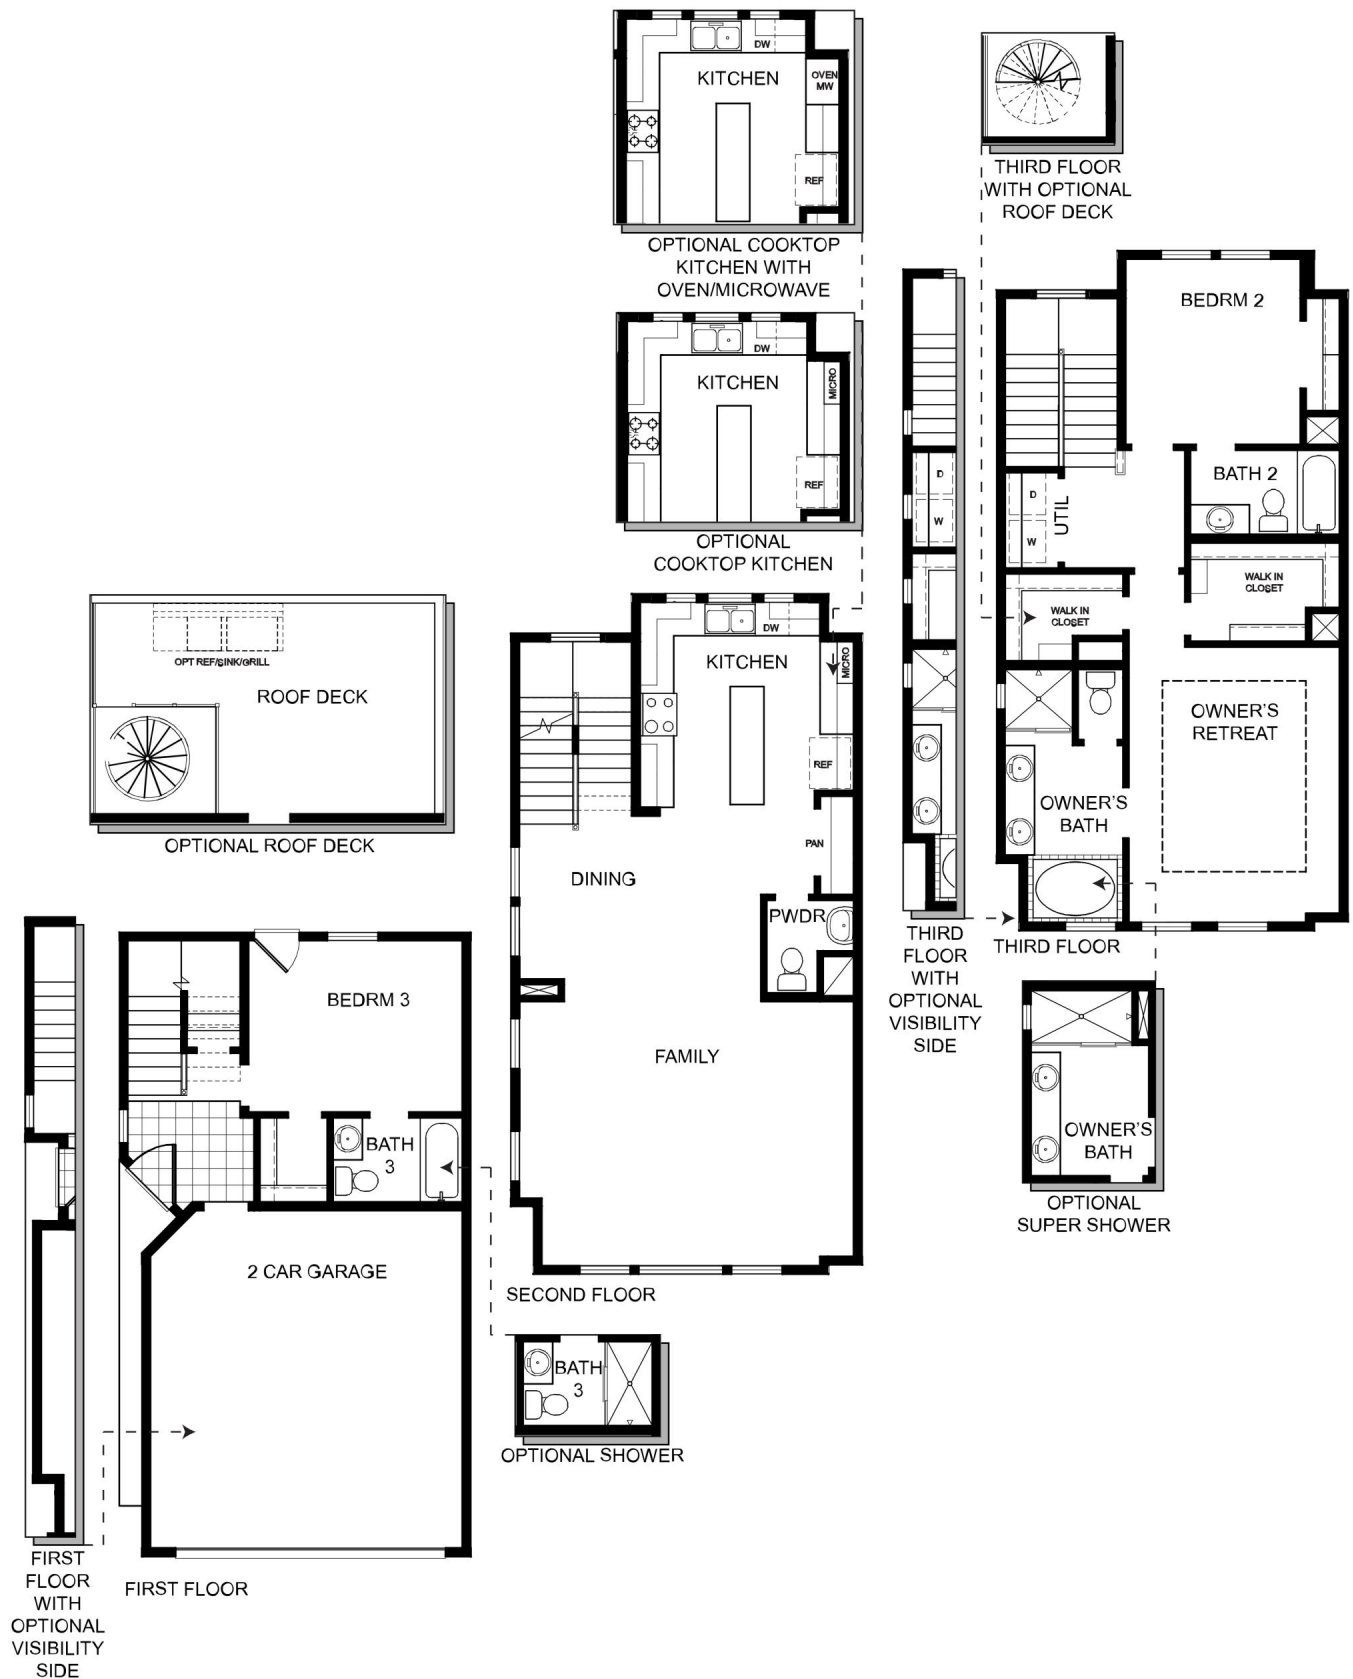 KITCHEN
DW
OVEN
MW
REF
OPTIONAL COOKTOP
KITCHEN WITH
OVEN/MICROWAVE
THIRD FLOOR
WITH OPTIONAL
ROOF DECK
KITCHEN
DW
MICRO
REF
OPTIONAL
COOKTOP KITCHEN
D
W
THIRD
FLOOR
WITH
OPTIONAL
VISIBILITY
SIDE
BEDRM 2
BATH 2
D
W
UTIL
WALK IN
CLOSET
WALK IN
CLOSET
OWNER'S
RETREAT
OWNER'S
BATH
THIRD FLOOR
OWNER'S
BATH
OPTIONAL
SUPER SHOWER
OPT REF/SINK/GRILL
ROOF DECK
OPTIONAL ROOF DECK
KITCHEN
DW
MICRO
REF
PAN
DINING
PWDR
FAMILY
SECOND FLOOR
BEDRM 3
BATH
3
2 CAR GARAGE
FIRST FLOOR
BATH
3
OPTIONAL SHOWER
FIRST
FLOOR
WITH
OPTIONAL
VISIBILITY
SIDE